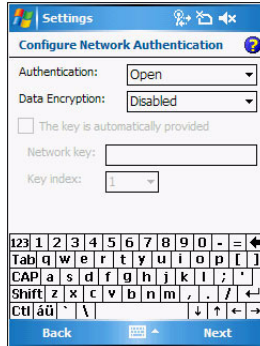 Settings
Configure Network Authentication
Authentication: Open
Data Encryption: Disabled
The key is automatically provided
Network key:
Key index: 1
123 1 2 3 4 5 6 7 8 9 0 - =
Tab q w e r t y u i o p [ ]
CAP a s d f g h j k l ; '
Shift z x c v b n m , . /
Ctl áü ` \
Back Next